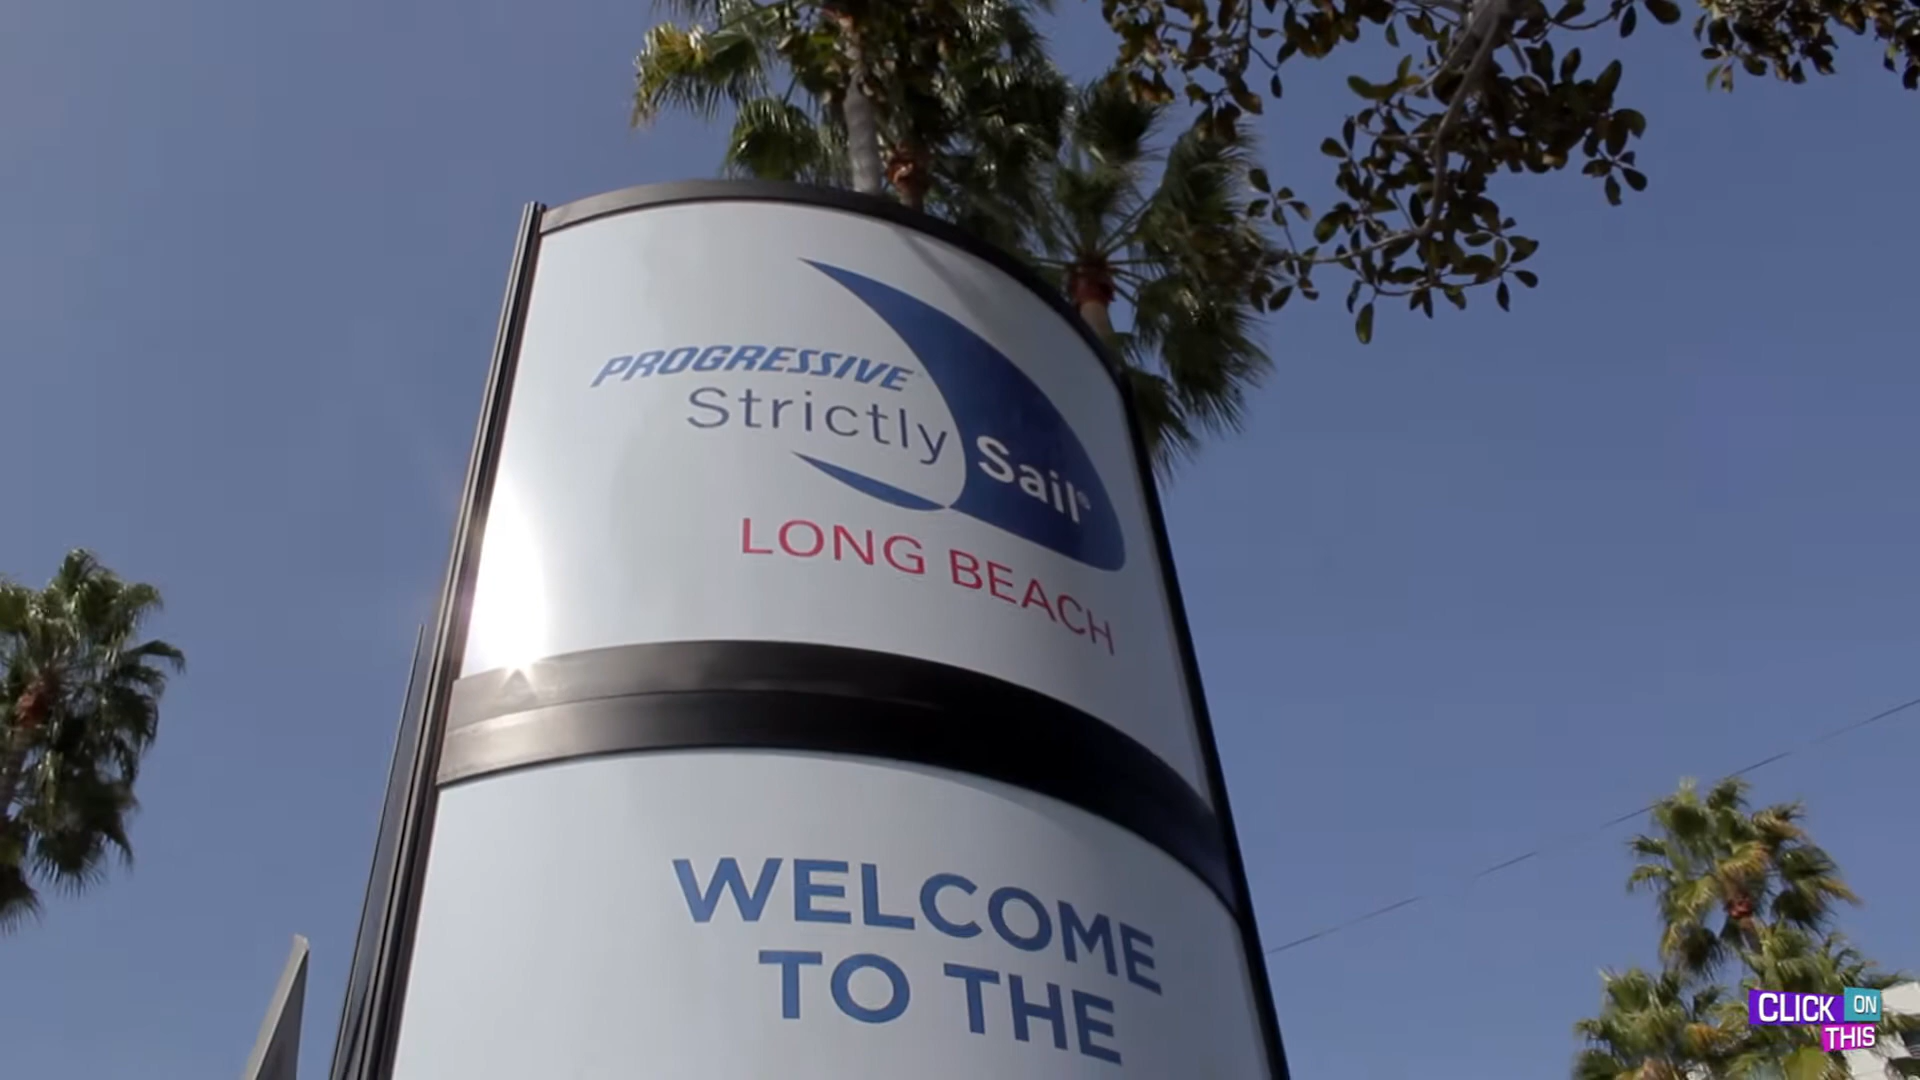 PROGRESSIVE
Strictly Sail®
LONG BEACH
WELCOME
TO THE
CLICK ON
THIS